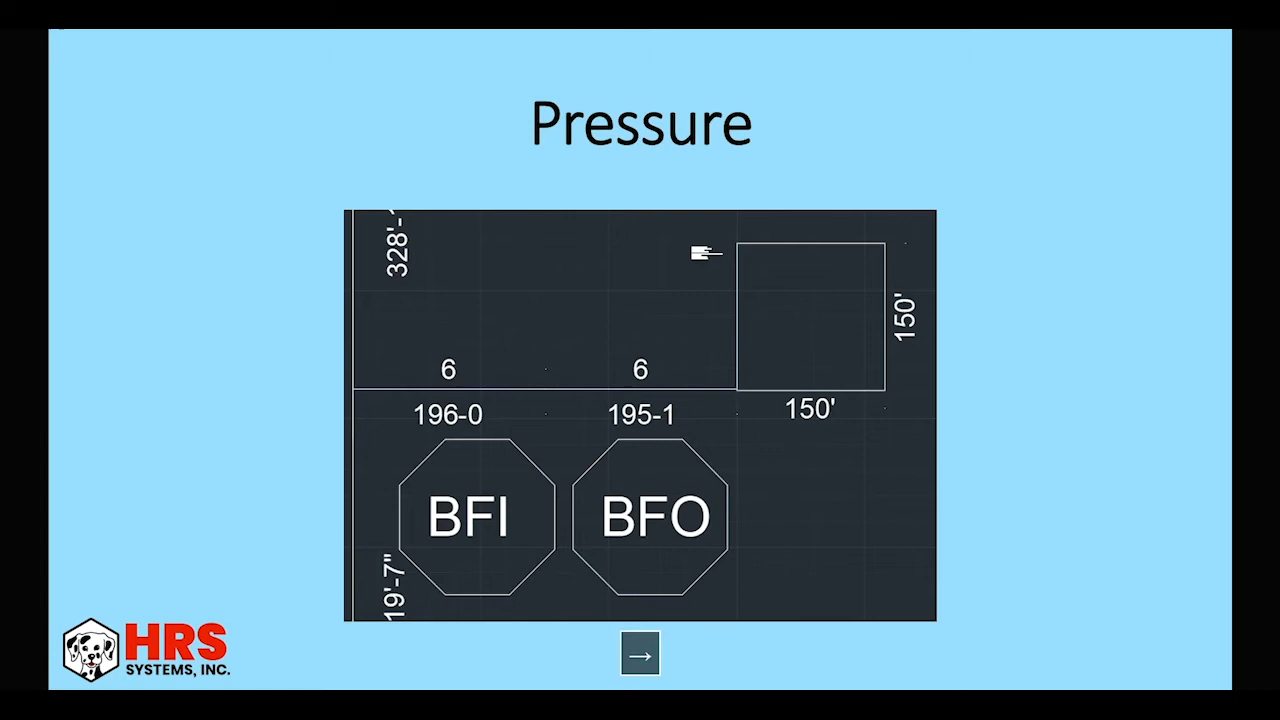 Pressure
328'-
150'
6 6
196-0 195-1
150'
BFI BFO
19'-7"
HRS
SYSTEMS, INC.
→